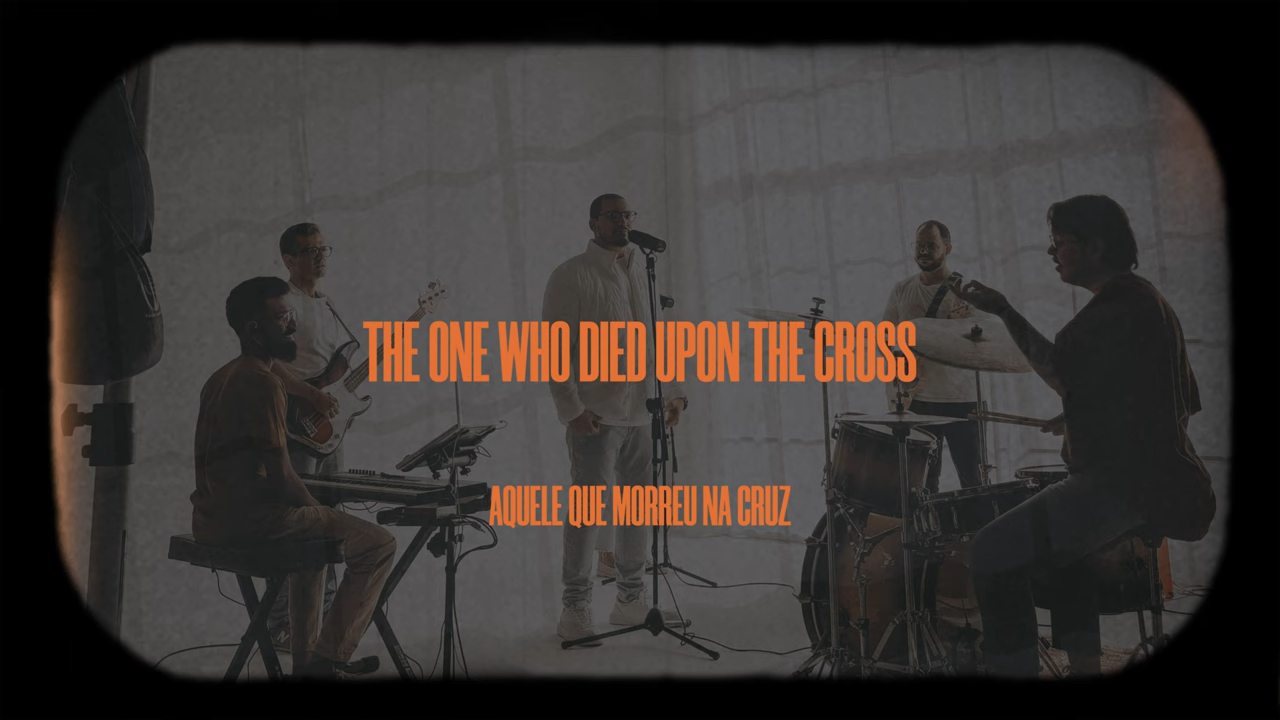 THE ONE WHO DIED UPON THE CROSS
AQUELE QUE MORREU NA CRUZ